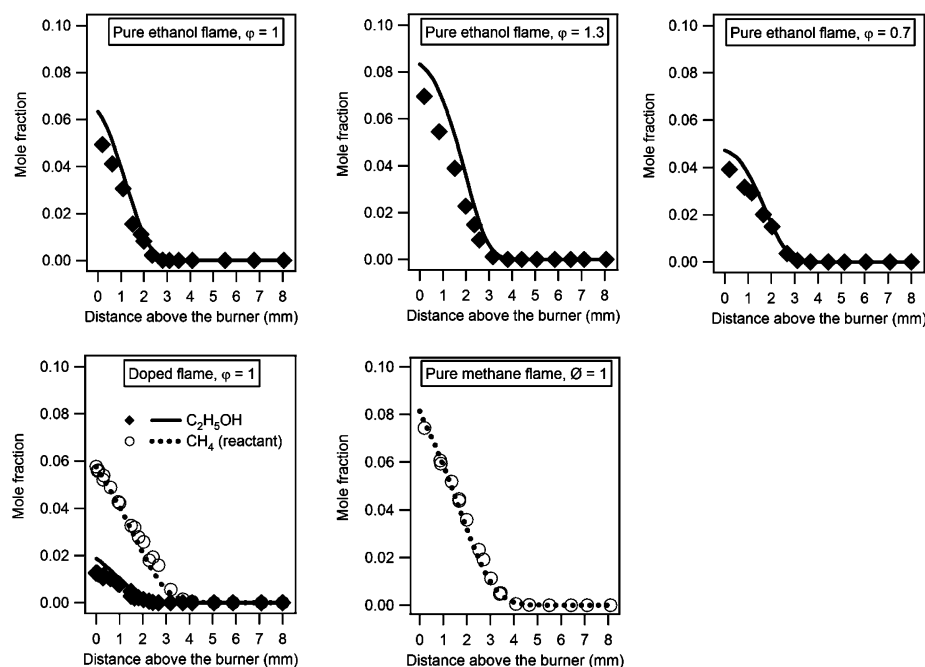 Pure ethanol flame, φ = 1
Mole fraction
0.10
0.08
0.06
0.04
0.02
0.00
0 1 2 3 4 5 6 7 8
Distance above the burner (mm)
Pure ethanol flame, φ = 1.3
Mole fraction
0.10
0.08
0.06
0.04
0.02
0.00
0 1 2 3 4 5 6 7 8
Distance above the burner (mm)
Pure ethanol flame, φ = 0.7
Mole fraction
0.10
0.08
0.06
0.04
0.02
0.00
0 1 2 3 4 5 6 7 8
Distance above the burner (mm)
Doped flame, φ = 1
C₂H₅OH
CH₄ (reactant)
Mole fraction
0.10
0.08
0.06
0.04
0.02
0.00
0 1 2 3 4 5 6 7 8
Distance above the burner (mm)
Pure methane flame, Ø = 1
Mole fraction
0.10
0.08
0.06
0.04
0.02
0.00
0 1 2 3 4 5 6 7 8
Distance above the burner (mm)